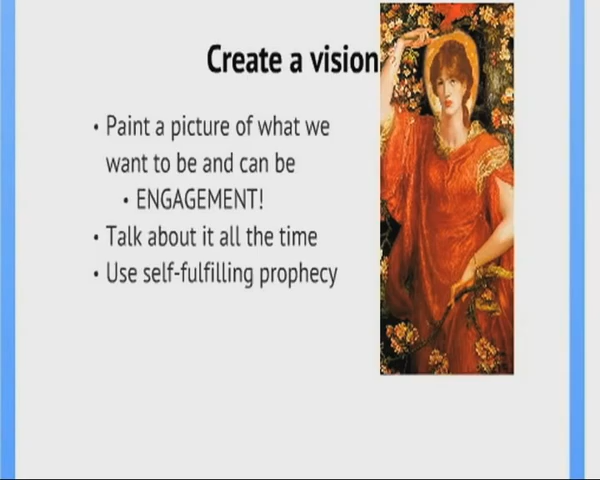 Create a vision
• Paint a picture of what we
want to be and can be
• ENGAGEMENT!
• Talk about it all the time
• Use self-fulfilling prophecy